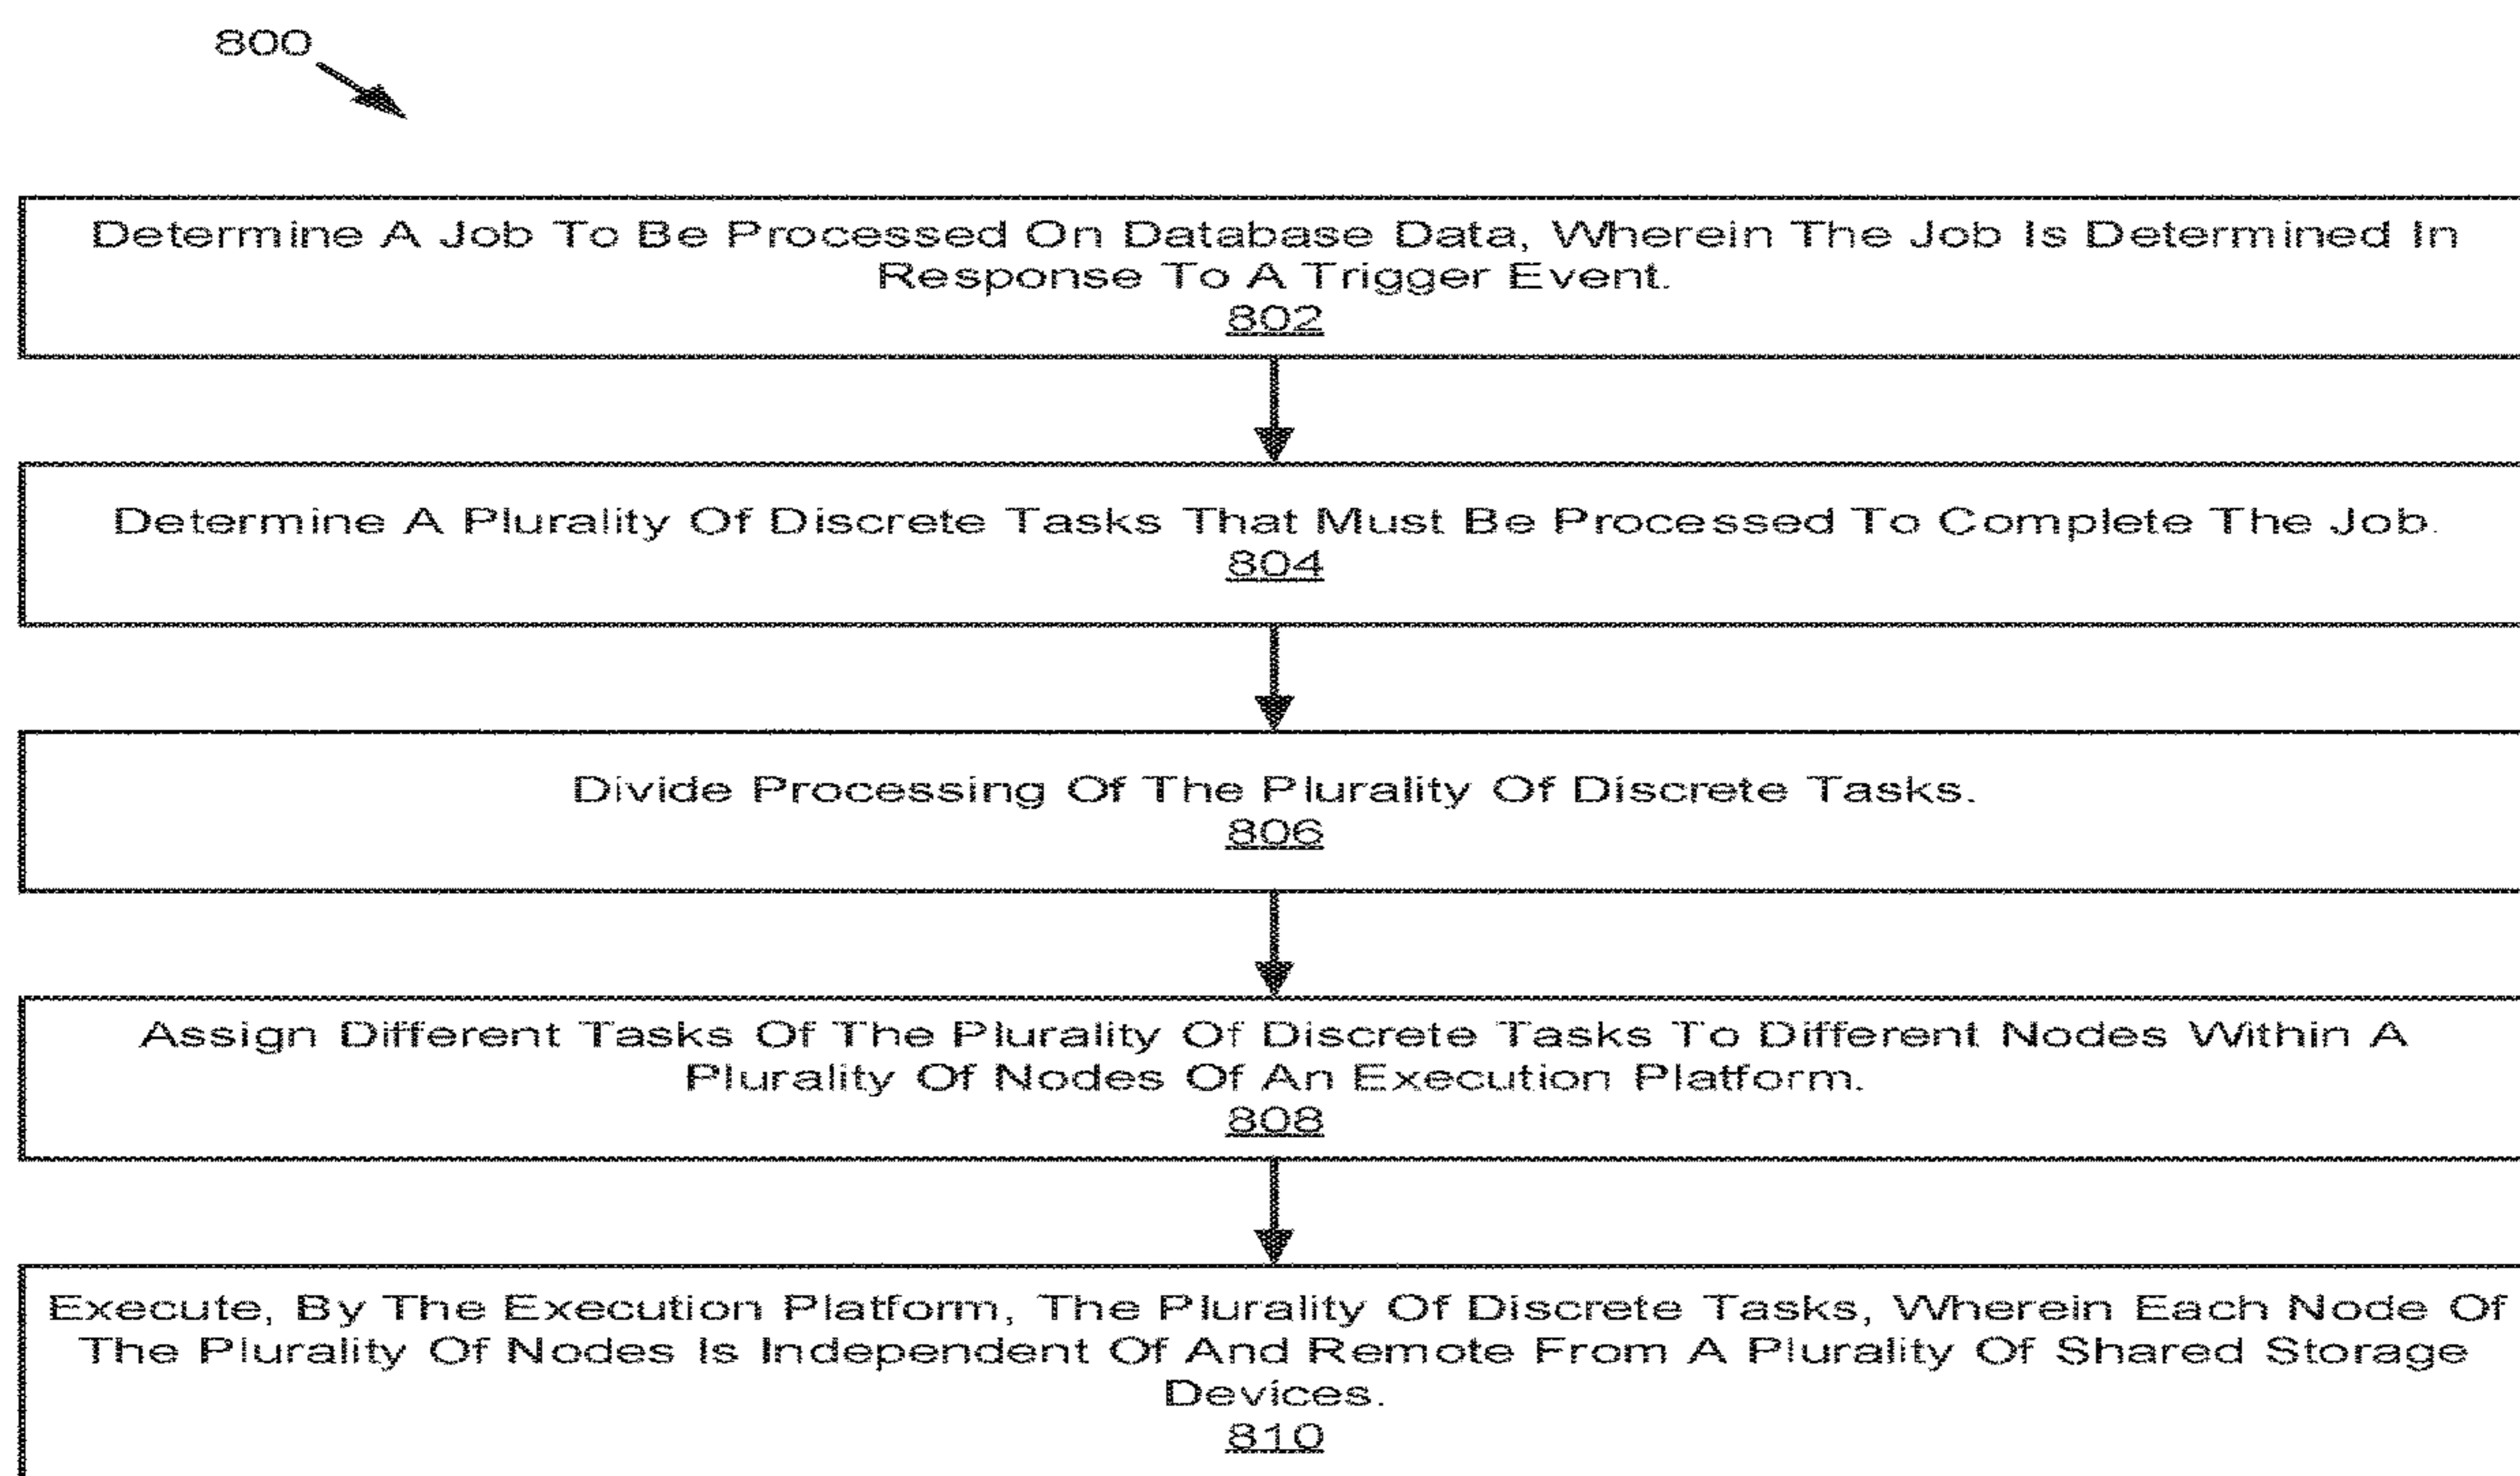 800
Determine A Job To Be Processed On Database Data, Wherein The Job Is Determined In
Response To A Trigger Event.
802
Determine A Plurality Of Discrete Tasks That Must Be Processed To Complete The Job.
804
Divide Processing Of The Plurality Of Discrete Tasks.
806
Assign Different Tasks Of The Plurality Of Discrete Tasks To Different Nodes Within A
Plurality Of Nodes Of An Execution Platform.
808
Execute, By The Execution Platform, The Plurality Of Discrete Tasks, Wherein Each Node Of
The Plurality Of Nodes Is Independent Of And Remote From A Plurality Of Shared Storage
Devices.
810